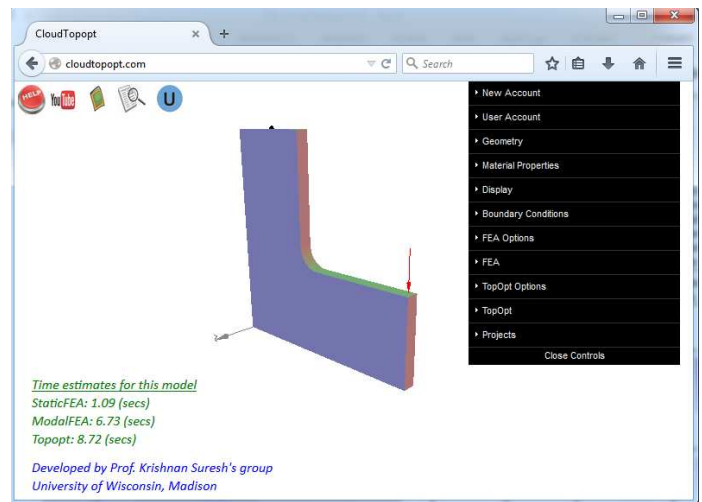 CloudTopopt
cloudtopopt.com
Search
HELP
You Tube
U
New Account
User Account
Geometry
Material Properties
Display
Boundary Conditions
FEA Options
FEA
TopOpt Options
TopOpt
Projects
Close Controls
Time estimates for this model
StaticFEA: 1.09 (secs)
ModalFEA: 6.73 (secs)
Topopt: 8.72 (secs)
Developed by Prof. Krishnan Suresh's group
University of Wisconsin, Madison